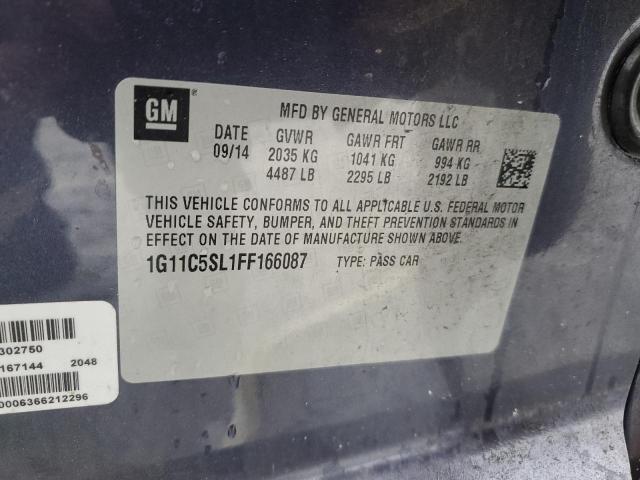 GM
MFD BY GENERAL MOTORS LLC
DATE GVWR GAWR FRT GAWR RR
09/14 2035 KG 1041 KG 994 KG
4487 LB 2295 LB 2192 LB
THIS VEHICLE CONFORMS TO ALL APPLICABLE U.S. FEDERAL MOTOR
VEHICLE SAFETY, BUMPER, AND THEFT PREVENTION STANDARDS IN
EFFECT ON THE DATE OF MANUFACTURE SHOWN ABOVE.
1G11C5SL1FF166087 TYPE: PASS CAR
302750
167144 2048
0006366212296